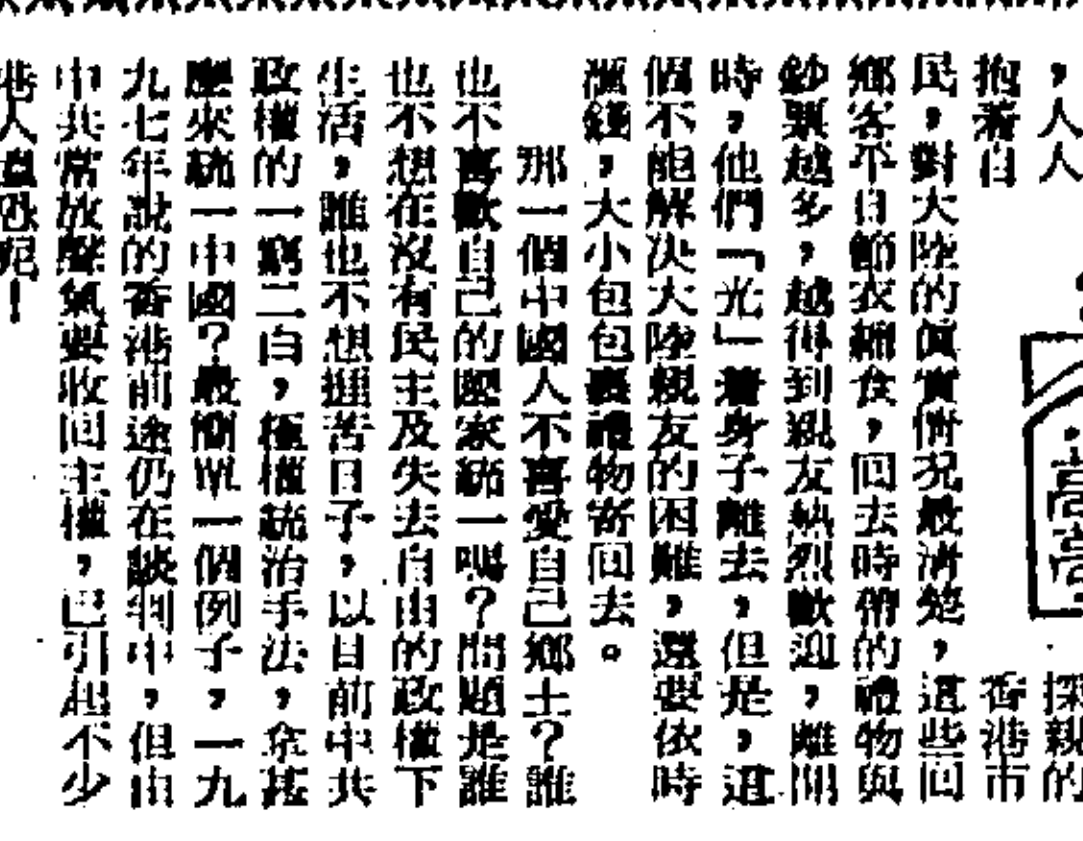 ，人人
探親的
抱着自
香港市
民，對大陸的眞實情况最清楚，這些回
鄉客平日節衣縮食，回去時帶的禮物與
鈔票越多，越得到親友熱烈歡迎，離開
時，他們「光」着身子離去，但是，這
個不能解决大陸親友的困難，還要依時
滙錢，大小包包裹禮物寄回去。
那一個中國人不喜愛自己鄉土？誰
也不喜歡自己的國家統一嗎？問題是誰
也不想在沒有民主及失去自由的政權下
生活，誰也不想捱苦日子，以目前中共
政權的一窮二白，極權統治手法，拿甚
麼來統一中國？最簡單一個例子，一九
九七年說的香港前途仍在談判中，但由
中共常放聲氣要收回主權，已引起不少
港人恐呢！